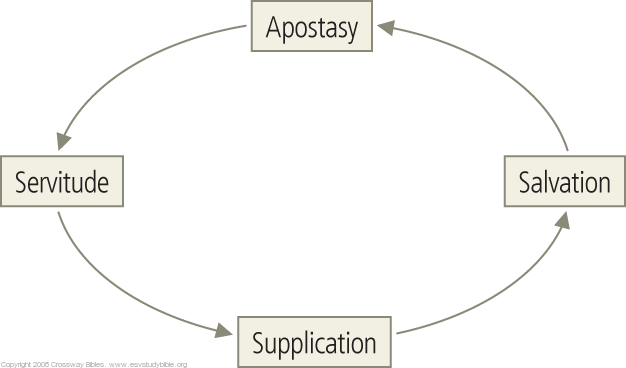 Apostasy
Servitude
Salvation
Supplication
Copyright 2008 Crossway Bibles. www.esvstudybible.org